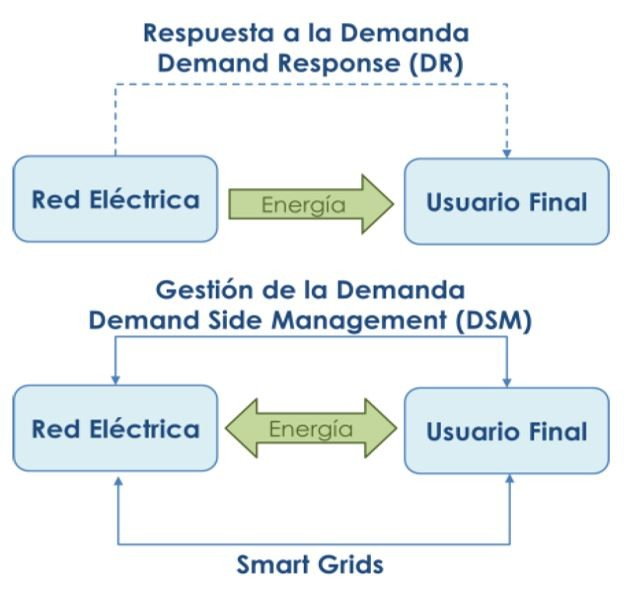 Respuesta a la Demanda
Demand Response (DR)
Red Eléctrica
Energía
Usuario Final
Gestión de la Demanda
Demand Side Management (DSM)
Red Eléctrica
Energía
Usuario Final
Smart Grids